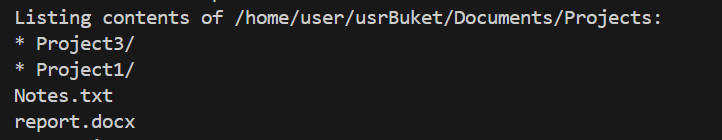 Listing contents of /home/user/usrBuket/Documents/Projects:
* Project3/
* Project1/
Notes.txt
report.docx